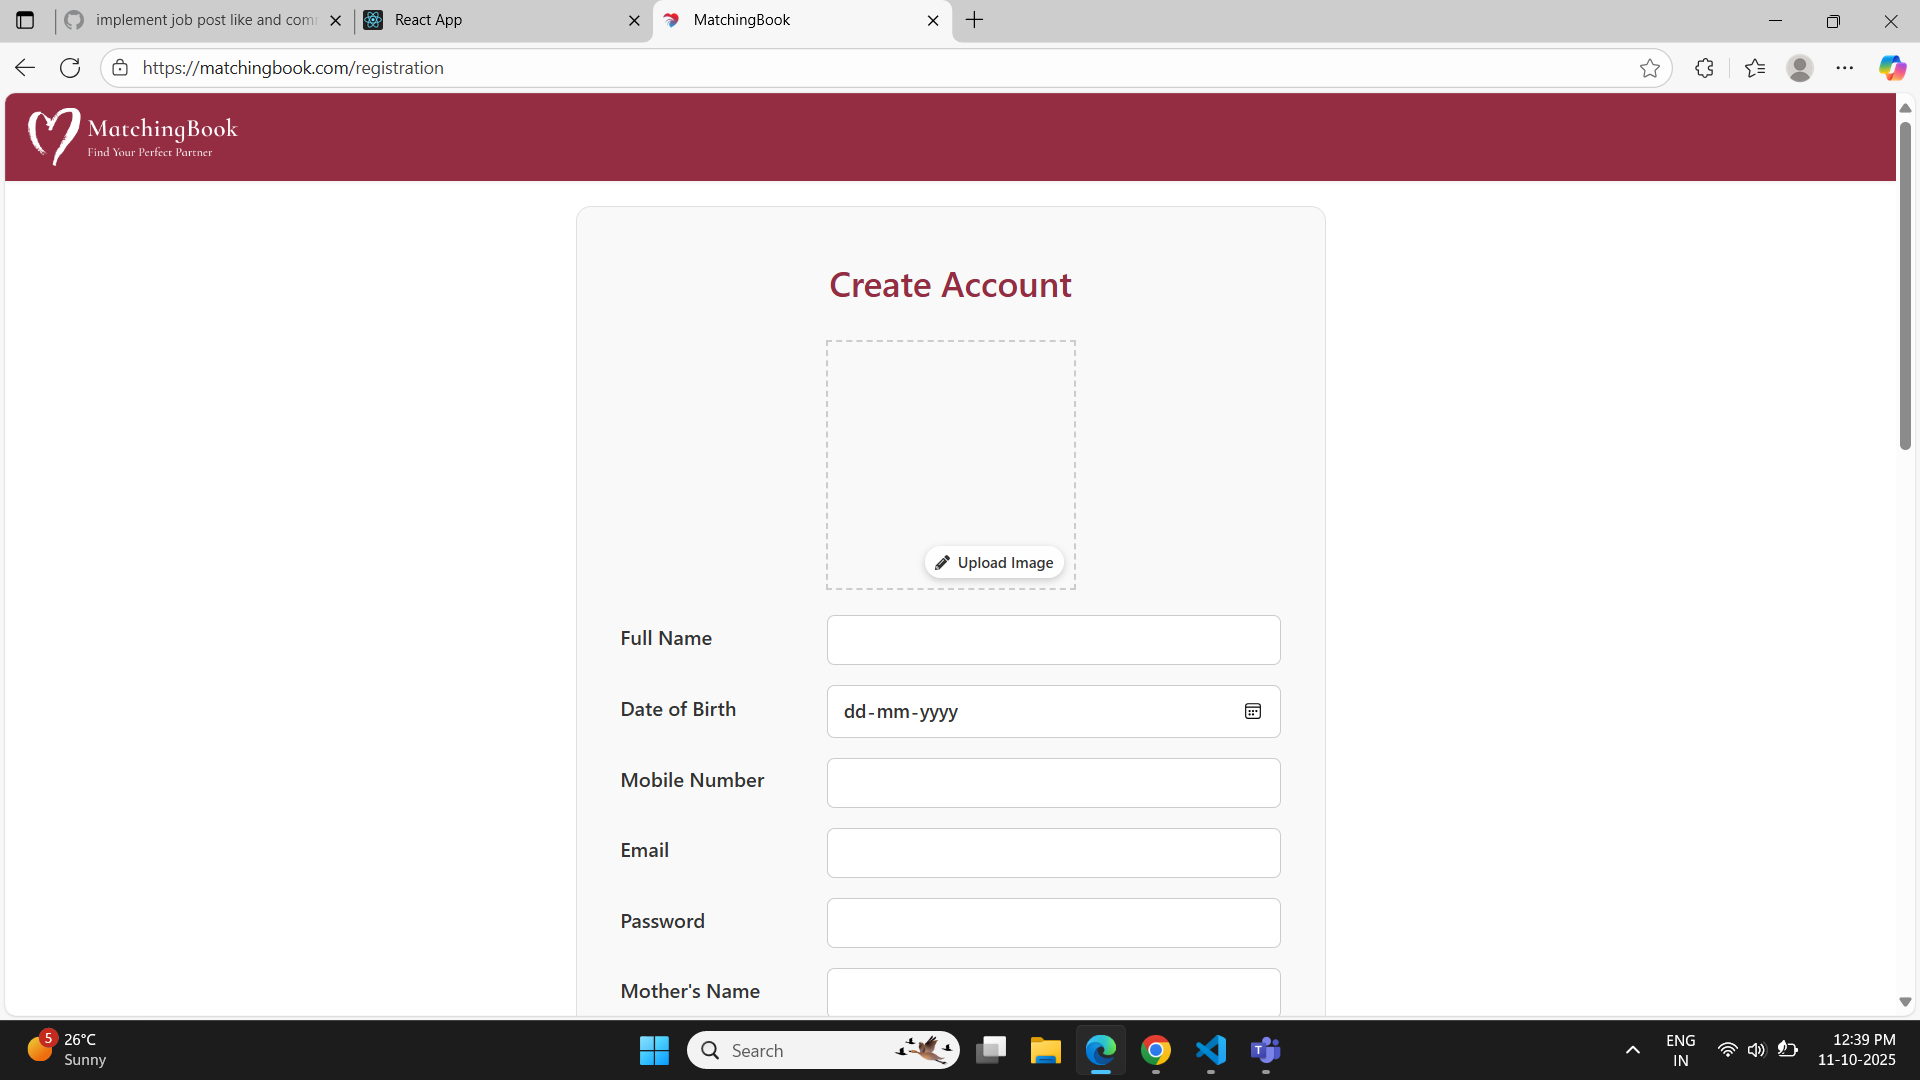 implement job post like and com
React App
MatchingBook
https://matchingbook.com/registration
MatchingBook
Find Your Perfect Partner
Create Account
Upload Image
Full Name
Date of Birth
dd-mm-yyyy
Mobile Number
Email
Password
Mother's Name
5
26°C
Sunny
Search
ENG
IN
12:39 PM
11-10-2025